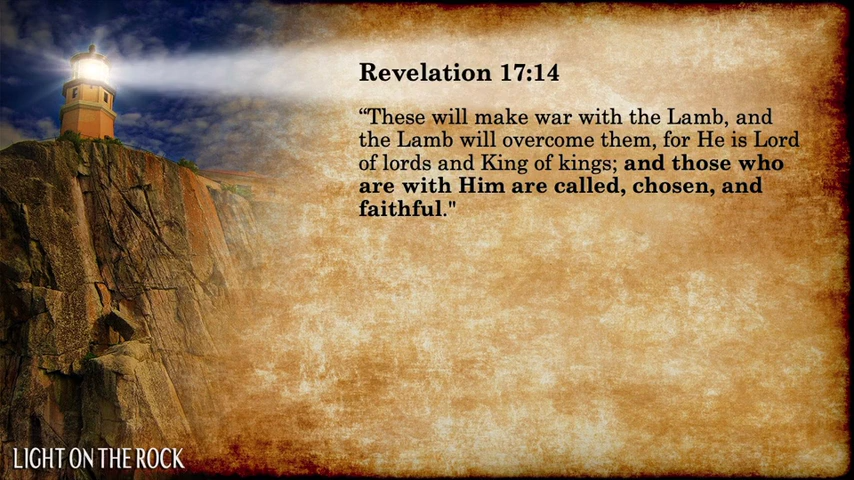 Revelation 17:14
“These will make war with the Lamb, and
the Lamb will overcome them, for He is Lord
of lords and King of kings; and those who
are with Him are called, chosen, and
faithful."
LIGHT ON THE ROCK